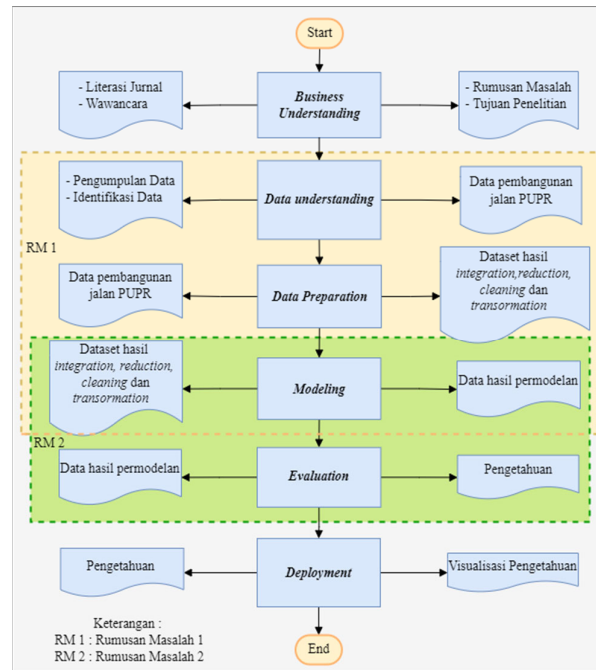 Start
- Literasi Jurnal
- Wawancara
Business
Understanding
- Rumusan Masalah
- Tujuan Penelitian
- Pengumpulan Data
- Identifikasi Data
Data understanding
Data pembangunan
jalan PUPR
RM 1
Data pembangunan
jalan PUPR
Data Preparation
Dataset hasil
integration,reduction,
cleaning dan
transormation
Dataset hasil
integration, reduction,
cleaning dan
transormation
Modeling
Data hasil permodelan
RM 2
Data hasil permodelan
Evaluation
Pengetahuan
Pengetahuan
Deployment
Visualisasi Pengetahuan
Keterangan :
RM 1 : Rumusan Masalah 1
RM 2 : Rumusan Masalah 2
End